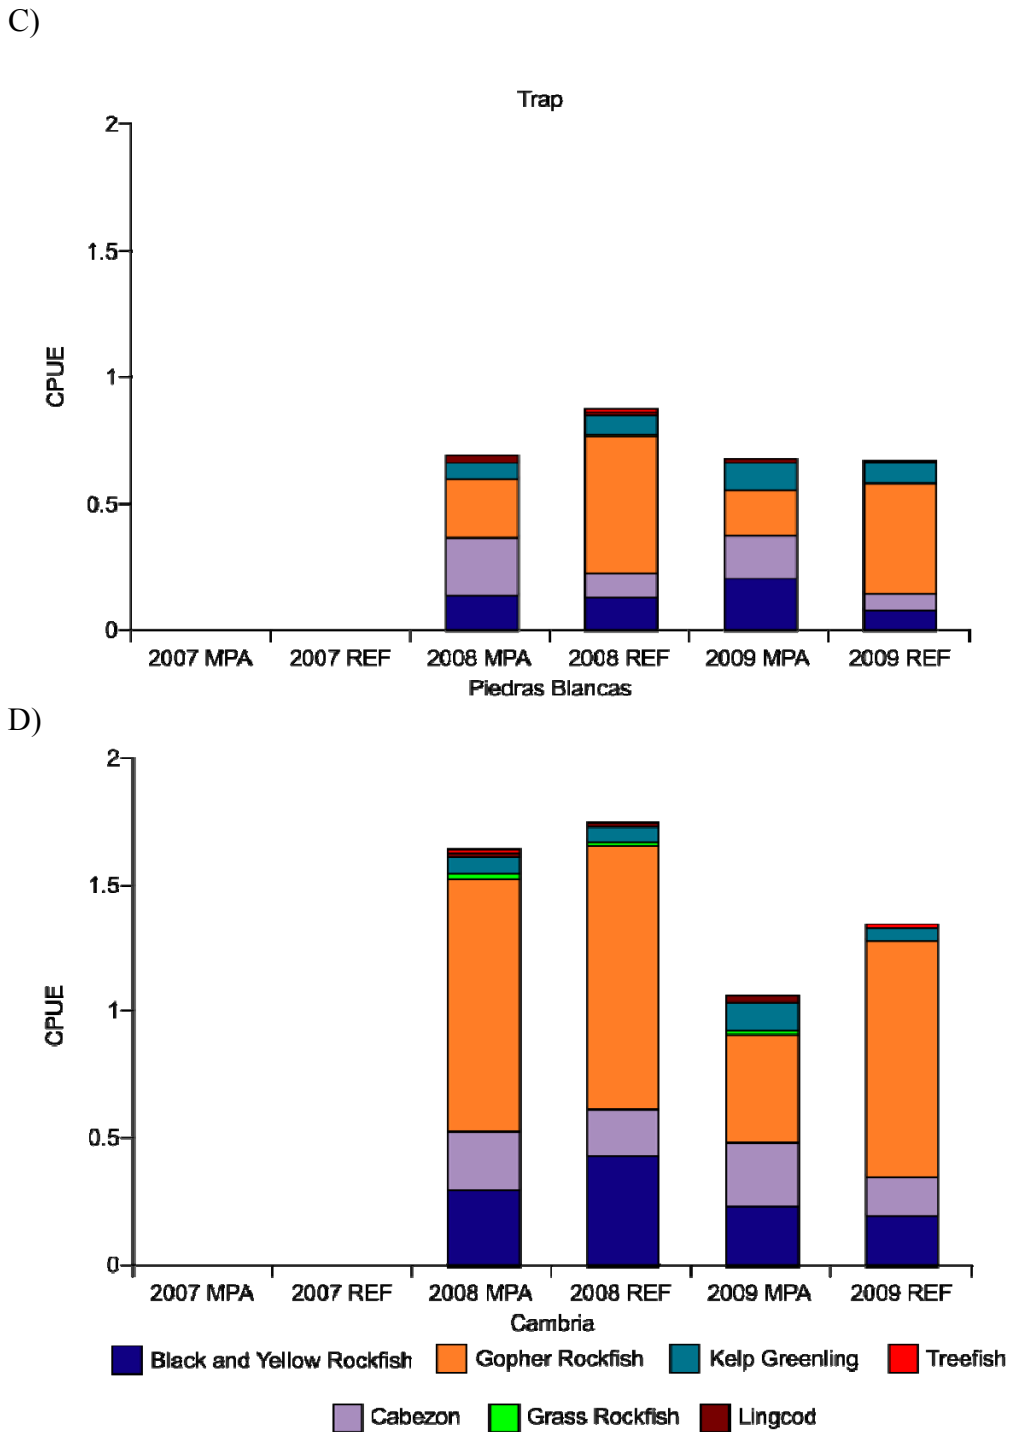 C)
Trap
2
1.5
1
0.5
0
CPUE
2007 MPA 2007 REF 2008 MPA 2008 REF 2009 MPA 2009 REF
Piedras Blancas
D)
2
1.5
1
0.5
0
CPUE
2007 MPA 2007 REF 2008 MPA 2008 REF 2009 MPA 2009 REF
Cambria
Black and Yellow Rockfish Gopher Rockfish Kelp Greenling Treefish
Cabezon Grass Rockfish Lingcod